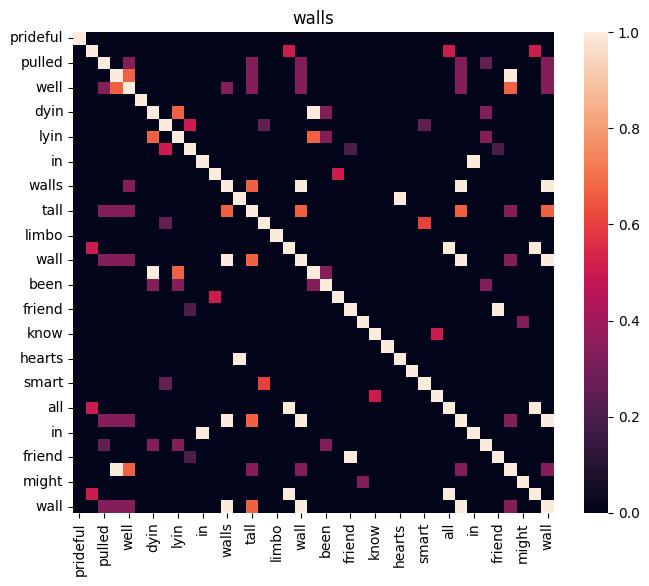 walls
prideful
pulled
well
dyin
lyin
in
walls
tall
limbo
wall
been
friend
know
hearts
smart
all
in
friend
might
wall
1.0
0.8
0.6
0.4
0.2
0.0
prideful
pulled
well
dyin
lyin
in
walls
tall
limbo
wall
been
friend
know
hearts
smart
all
in
friend
might
wall